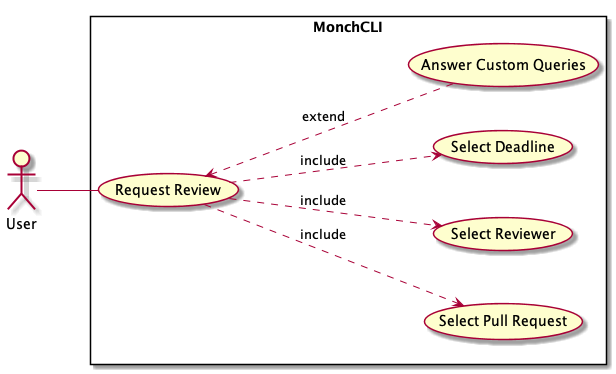 MonchCLI
Answer Custom Queries
extend
Select Deadline
include
Request Review
include
Select Reviewer
User
include
Select Pull Request